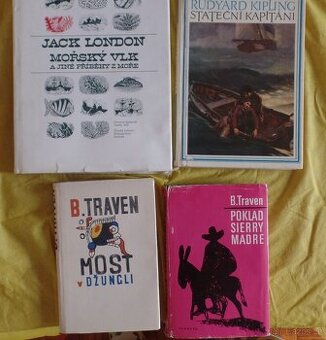 JACK LONDON
MOŘSKÝ VLK
A JINÉ PŘÍBĚHY Z MOŘE
RUDYARD KIPLING
STATEČNÍ KAPITÁNI
B. TRAVEN
MOST
V DŽUNGLI
B. Traven
POKLAD
SIERRY
MADRE